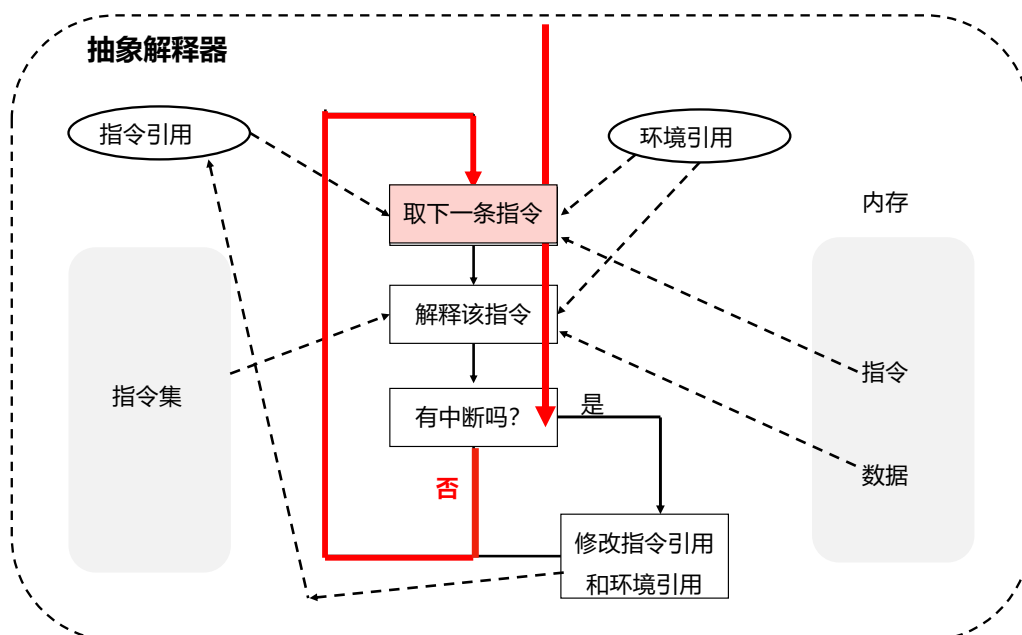 抽象解释器
指令引用
环境引用
取下一条指令
内存
解释该指令
指令
指令集
有中断吗?
是
数据
否
修改指令引用
和环境引用